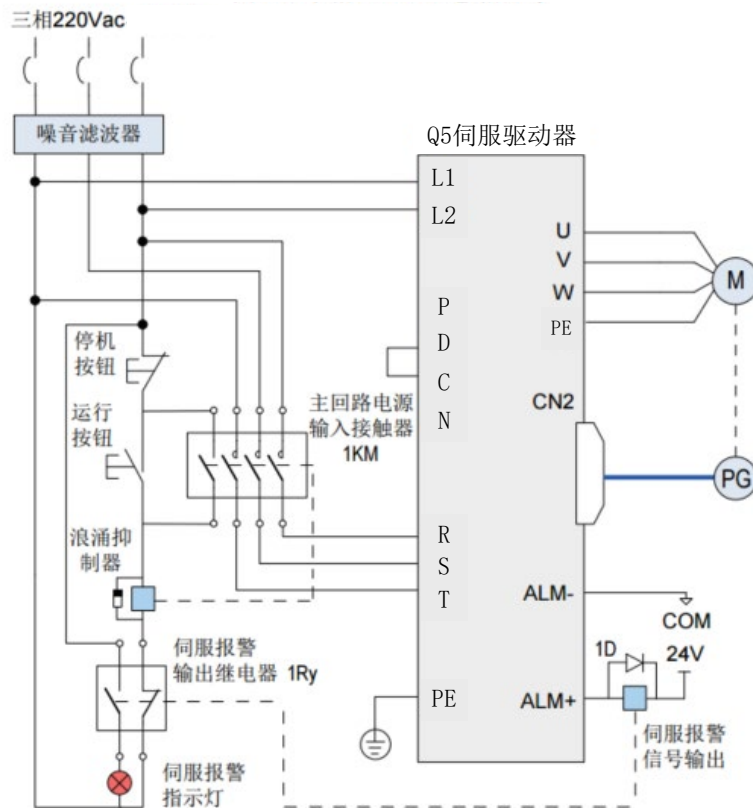 三相220Vac
噪音滤波器
Q5伺服驱动器
L1
L2
U
V
W
PE
M
P
D
C
N
CN2
停机
按钮
运行
按钮
主回路电源
输入接触器
1KM
PG
浪涌抑
制器
R
S
T
ALM-
COM
1D
24V
伺服报警
输出继电器 1Ry
PE
ALM+
伺服报警
信号输出
伺服报警
指示灯